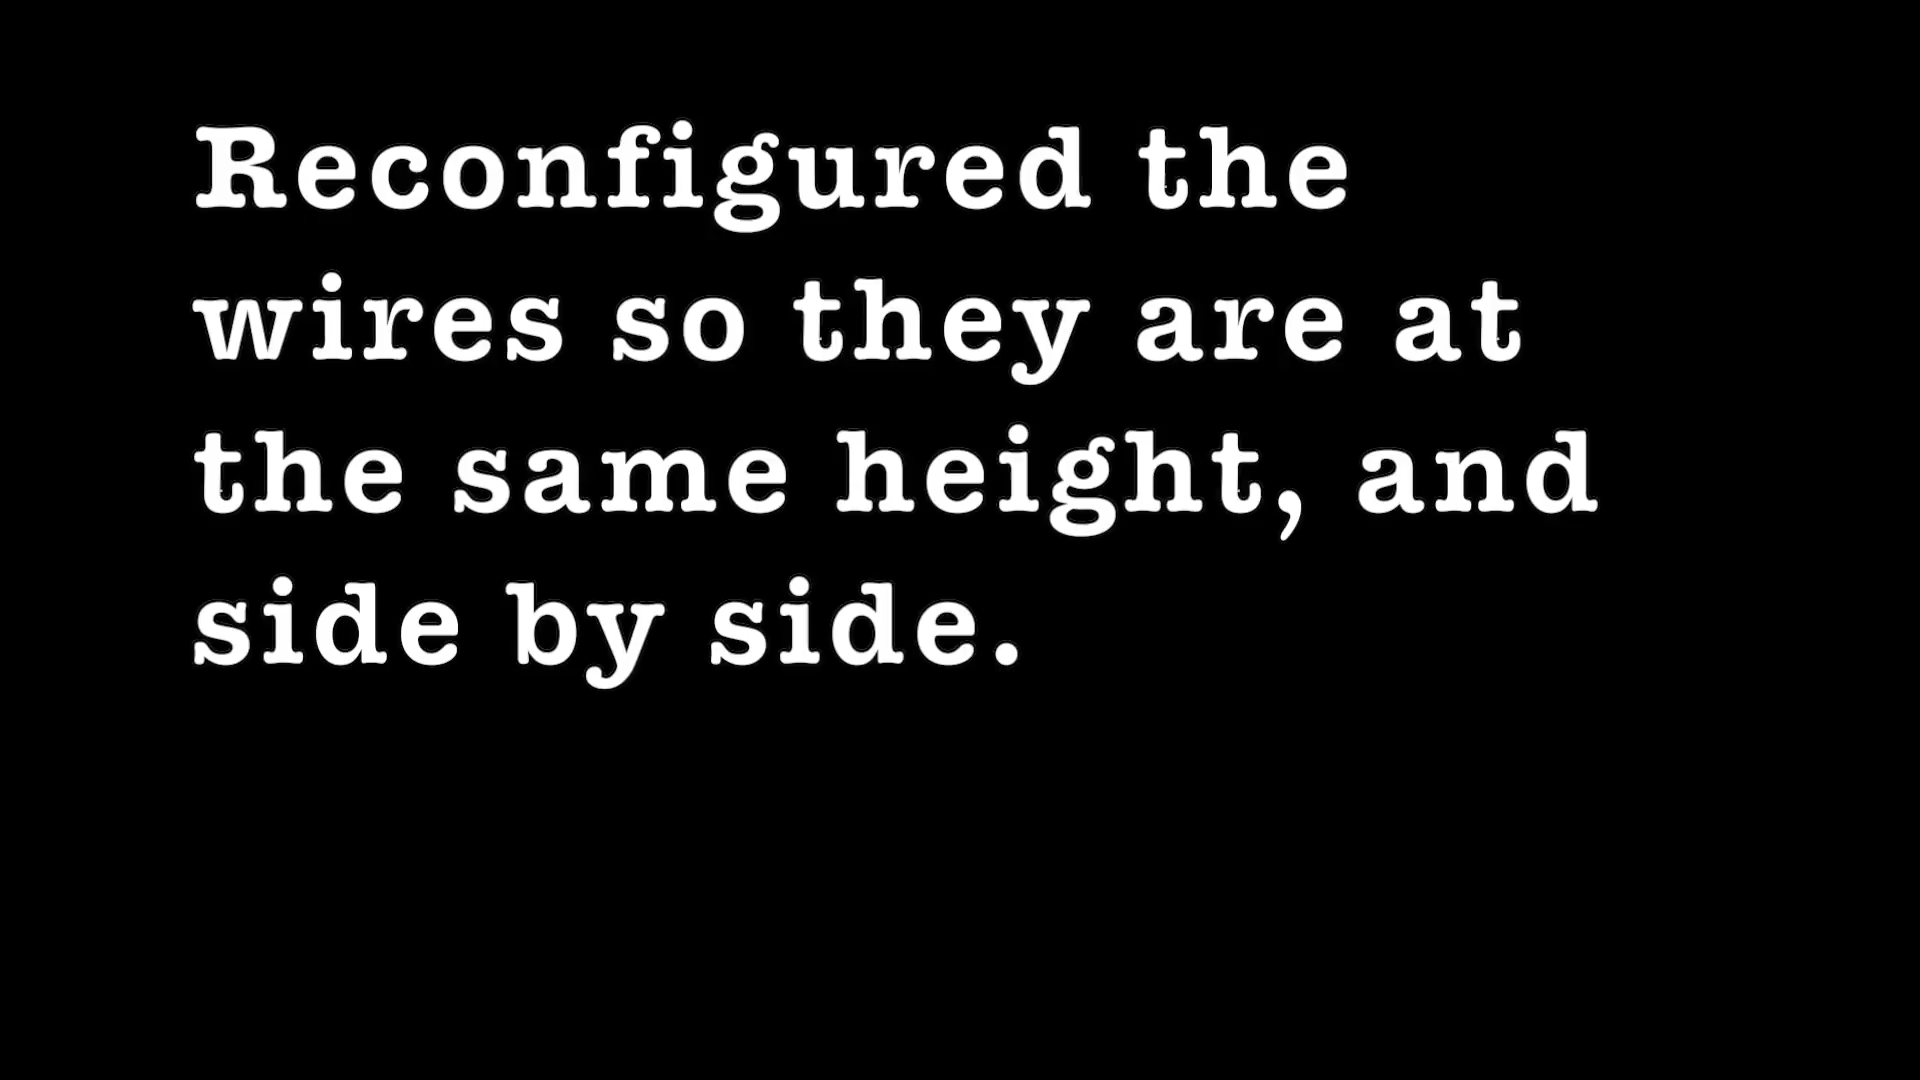 Reconfigured the
wires so they are at
the same height, and
side by side.